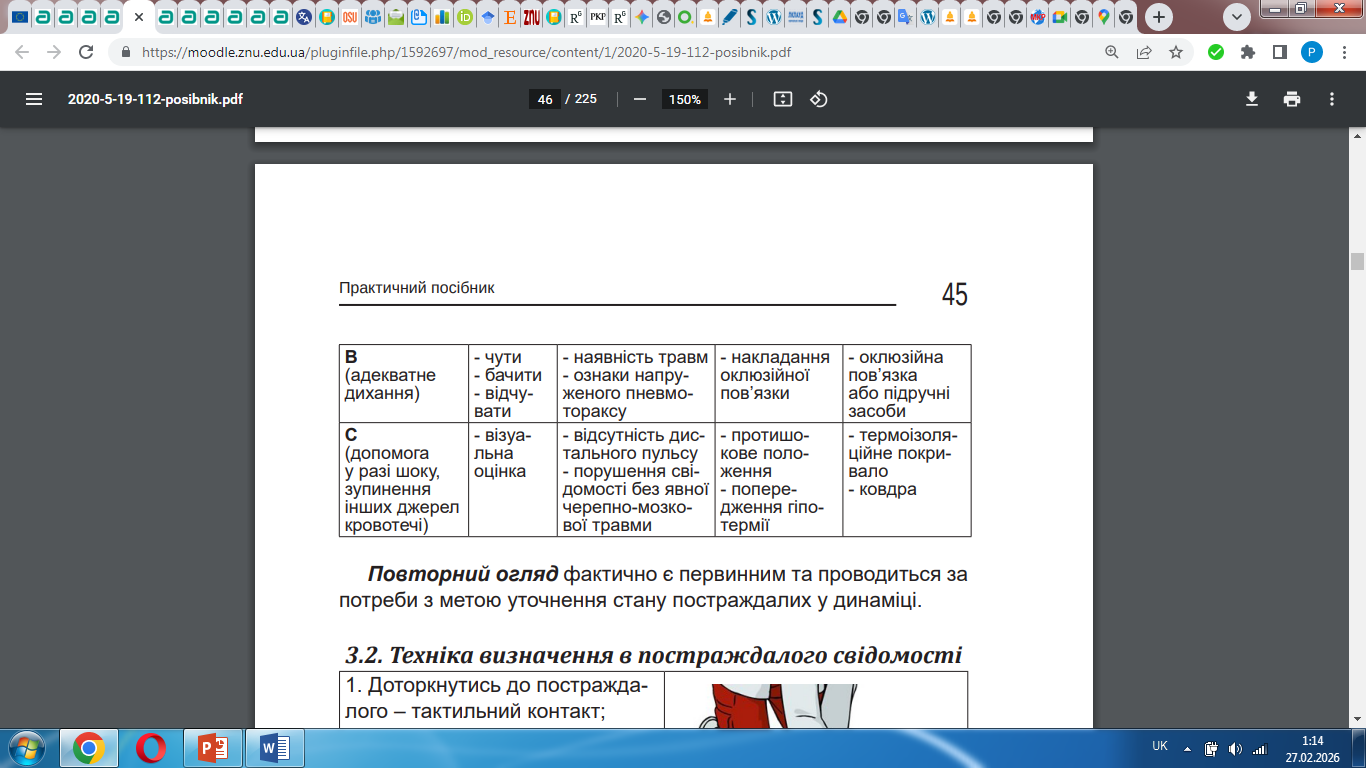 https://moodle.znu.edu.ua/pluginfile.php/1592697/mod_resource/content/1/2020-5-19-112-posibnik.pdf
2020-5-19-112-posibnik.pdf
46 / 225
150%
Практичний посібник
45
B
(адекватне
дихання)
- чути
- бачити
- відчу-
вати
- наявність травм
- ознаки напру-
женого пневмо-
тораксу
- накладання
оклюзійної
пов’язки
- оклюзійна
пов’язка
або підручні
засоби
C
(допомога
у разі шоку,
зупинення
інших джерел
кровотечі)
- візуа-
льна
оцінка
- відсутність дис-
тального пульсу
- порушення сві-
домості без явної
черепно-мозко-
вої травми
- протишо-
кове поло-
ження
- попере-
дження гіпо-
термії
- термоізоля-
ційне покри-
вало
- ковдра
Повторний огляд фактично є первинним та проводиться за
потреби з метою уточнення стану постраждалих у динаміці.
3.2. Техніка визначення в постраждалого свідомості
1. Доторкнутись до постражда-
лого – тактильний контакт;
UK
1:14
27.02.2026